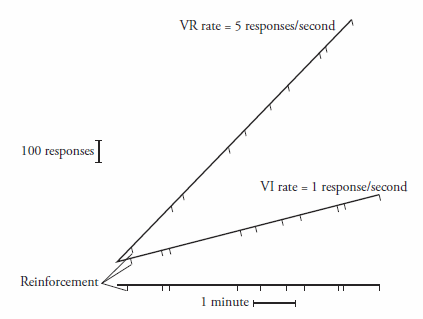 VR rate = 5 responses/second
100 responses
VI rate = 1 response/second
Reinforcement
1 minute